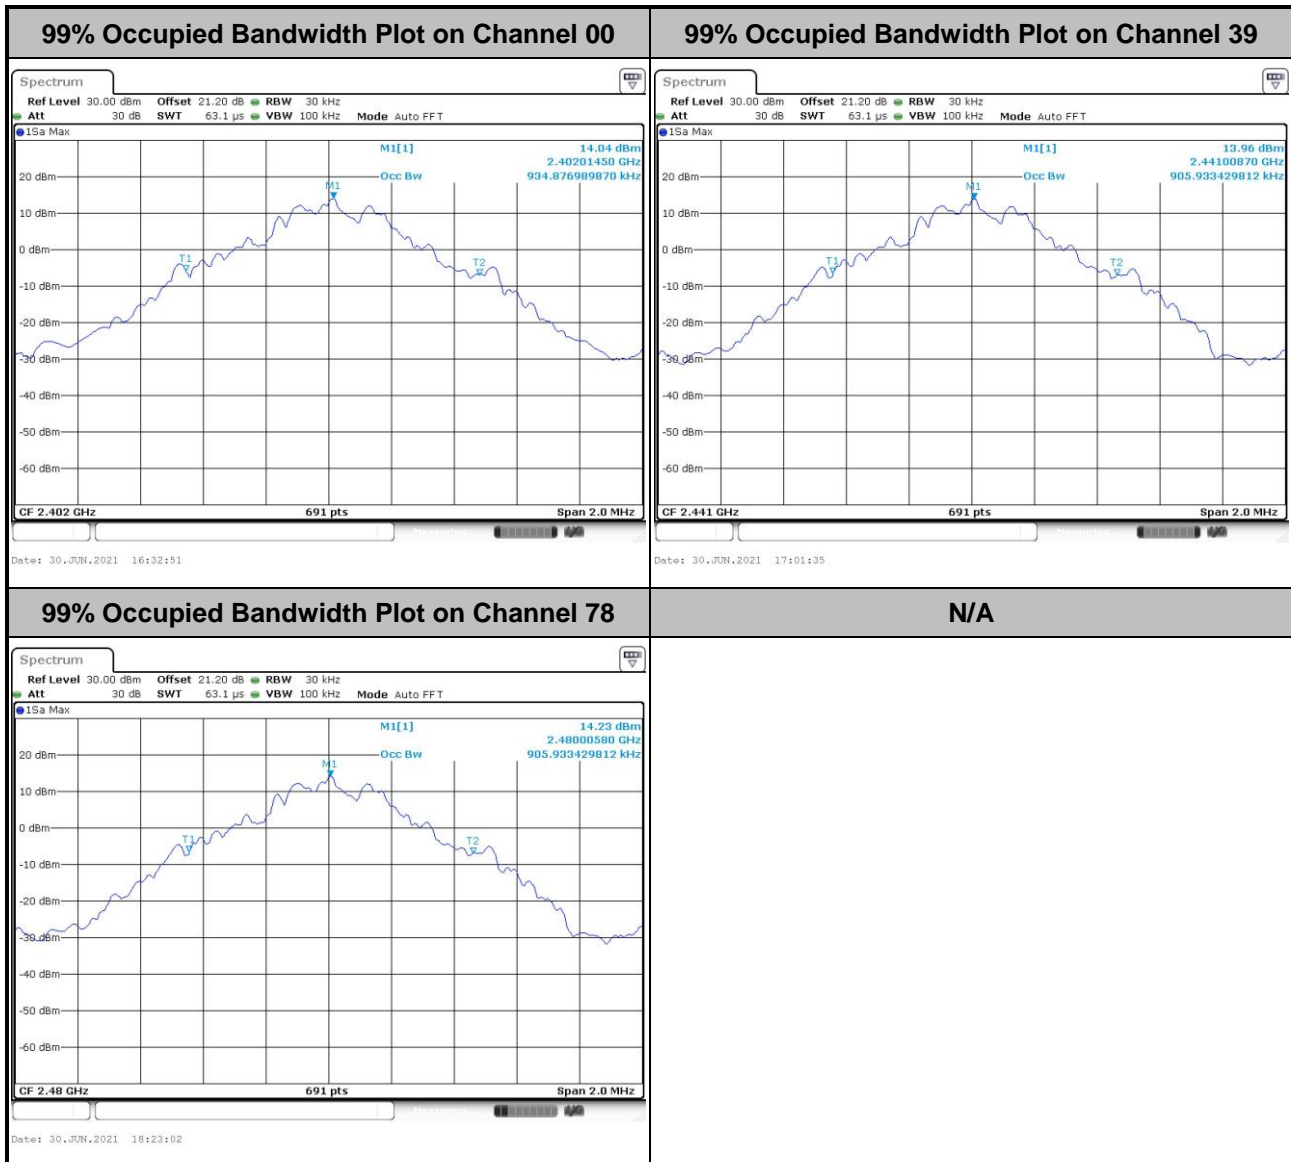 99% Occupied Bandwidth Plot on Channel 00
99% Occupied Bandwidth Plot on Channel 39
Spectrum
Ref Level 30.00 dBm Offset 21.20 dB RBW 30 kHz
Att 30 dB SWT 63.1 µs VBW 100 kHz Mode Auto FFT
1Sa Max
M1[1] 14.04 dBm
2.40201450 GHz
Occ Bw 934.876989870 kHz
M1
T1
T2
20 dBm
10 dBm
0 dBm
-10 dBm
-20 dBm
-30 dBm
-40 dBm
-50 dBm
-60 dBm
CF 2.402 GHz 691 pts Span 2.0 MHz
Date: 30.JUN.2021 16:32:51
Spectrum
Ref Level 30.00 dBm Offset 21.20 dB RBW 30 kHz
Att 30 dB SWT 63.1 µs VBW 100 kHz Mode Auto FFT
1Sa Max
M1[1] 13.96 dBm
2.44100870 GHz
Occ Bw 905.933429812 kHz
M1
T1
T2
20 dBm
10 dBm
0 dBm
-10 dBm
-20 dBm
-30 dBm
-40 dBm
-50 dBm
-60 dBm
CF 2.441 GHz 691 pts Span 2.0 MHz
Date: 30.JUN.2021 17:01:35
99% Occupied Bandwidth Plot on Channel 78
N/A
Spectrum
Ref Level 30.00 dBm Offset 21.20 dB RBW 30 kHz
Att 30 dB SWT 63.1 µs VBW 100 kHz Mode Auto FFT
1Sa Max
M1[1] 14.23 dBm
2.48000580 GHz
Occ Bw 905.933429812 kHz
M1
T1
T2
20 dBm
10 dBm
0 dBm
-10 dBm
-20 dBm
-30 dBm
-40 dBm
-50 dBm
-60 dBm
CF 2.48 GHz 691 pts Span 2.0 MHz
Date: 30.JUN.2021 18:23:02